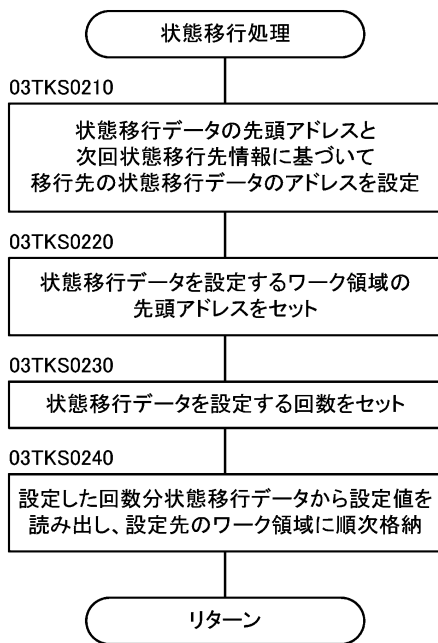 状態移行処理
03TKS0210
状態移行データの先頭アドレスと
次回状態移行先情報に基づいて
移行先の状態移行データのアドレスを設定
03TKS0220
状態移行データを設定するワーク領域の
先頭アドレスをセット
03TKS0230
状態移行データを設定する回数をセット
03TKS0240
設定した回数分状態移行データから設定値を
読み出し、設定先のワーク領域に順次格納
リターン